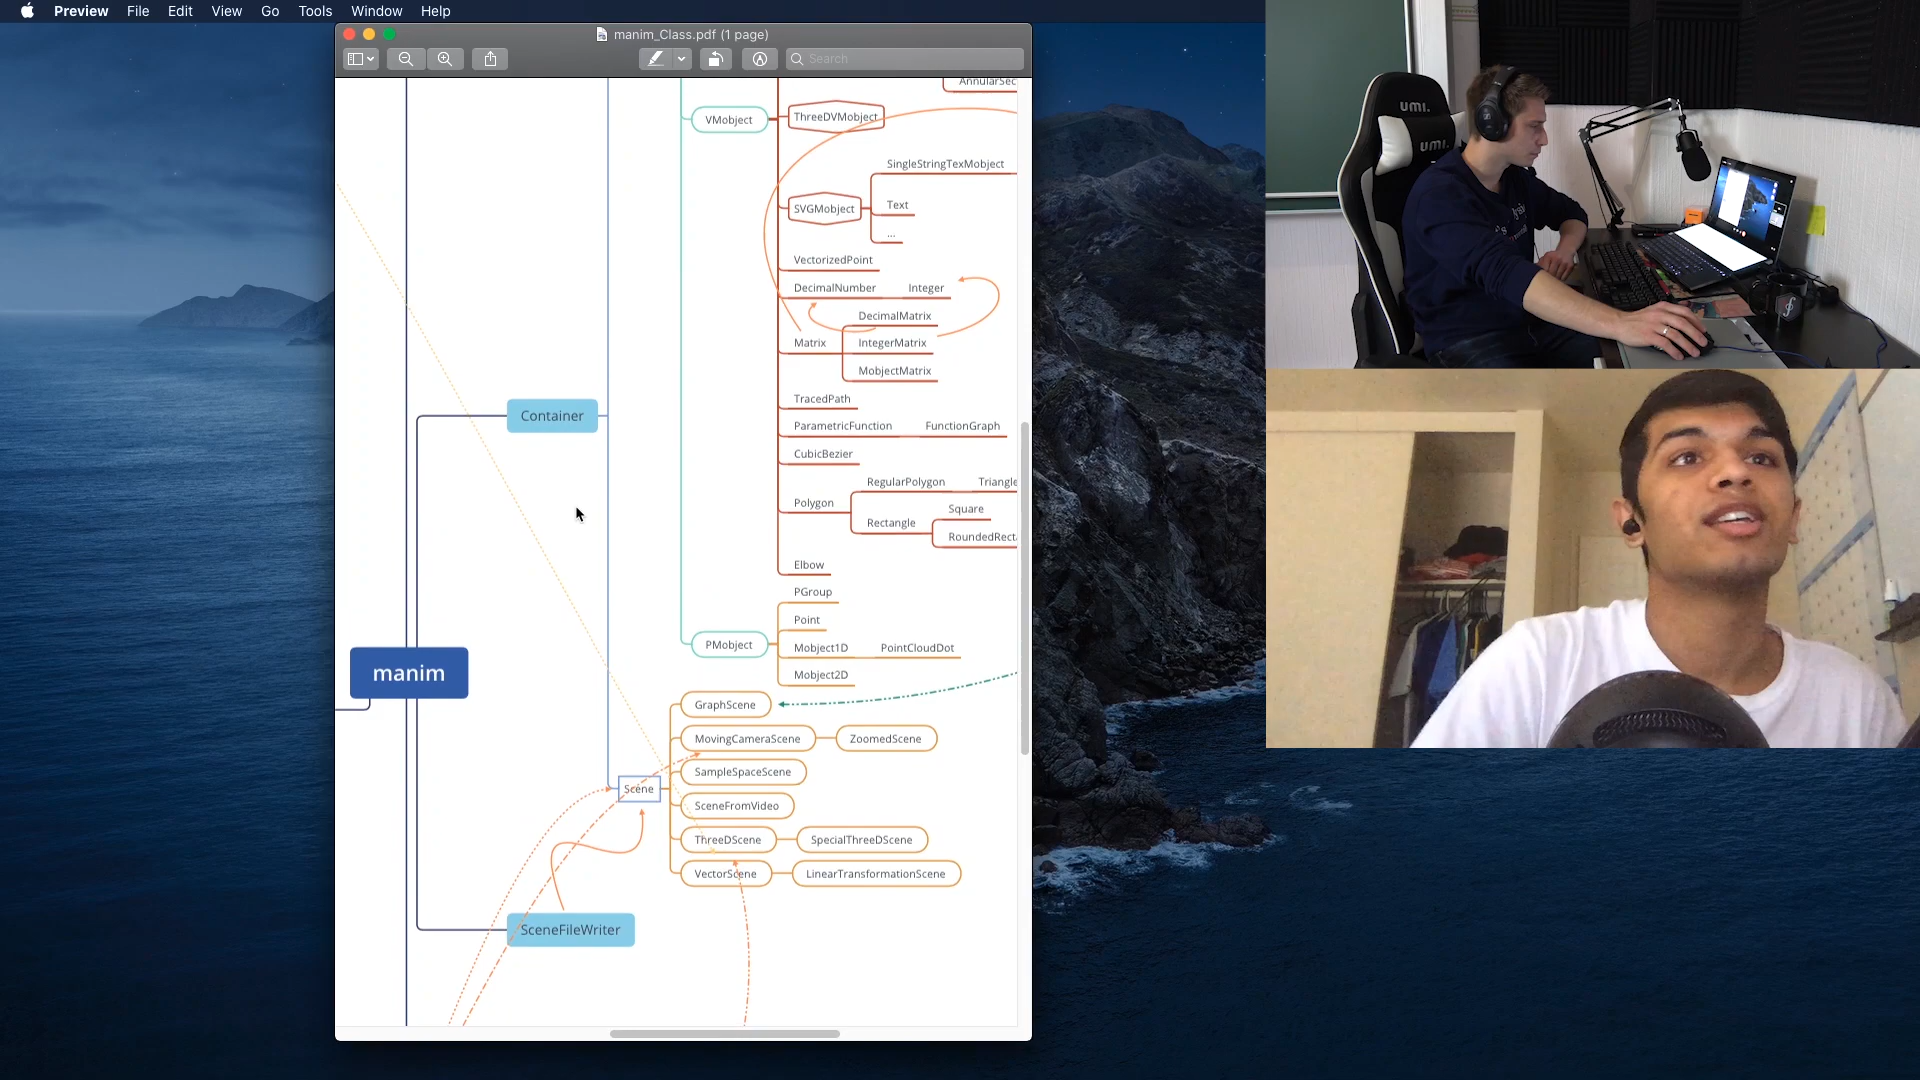 Preview File Edit View Go Tools Window Help
manim_Class.pdf (1 page)
Search
AnnularSec
VMobject
ThreeDVMobject
SingleStringTexMobject
SVGMobject
Text
...
VectorizedPoint
DecimalNumber
Integer
DecimalMatrix
Matrix
IntegerMatrix
MobjectMatrix
TracedPath
ParametricFunction
FunctionGraph
Container
CubicBezier
RegularPolygon
Triangle
Polygon
Square
Rectangle
RoundedRect
Elbow
PGroup
Point
PMobject
Mobject1D
PointCloudDot
manim
Mobject2D
GraphScene
MovingCameraScene
ZoomedScene
SampleSpaceScene
Scene
SceneFromVideo
ThreeDScene
SpecialThreeDScene
VectorScene
LinearTransformationScene
SceneFileWriter
UMI.
UMI.